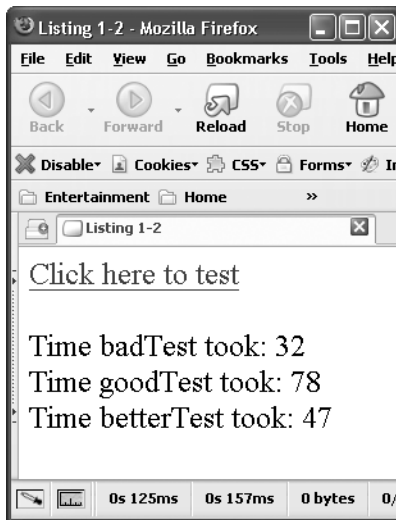 Listing 1-2 - Mozilla Firefox
File Edit View Go Bookmarks Tools Help
Back Forward Reload Stop Home
Disable Cookies CSS Forms
Entertainment Home »
Listing 1-2
Click here to test
Time badTest took: 32
Time goodTest took: 78
Time betterTest took: 47
0s 125ms 0s 157ms 0 bytes 0/